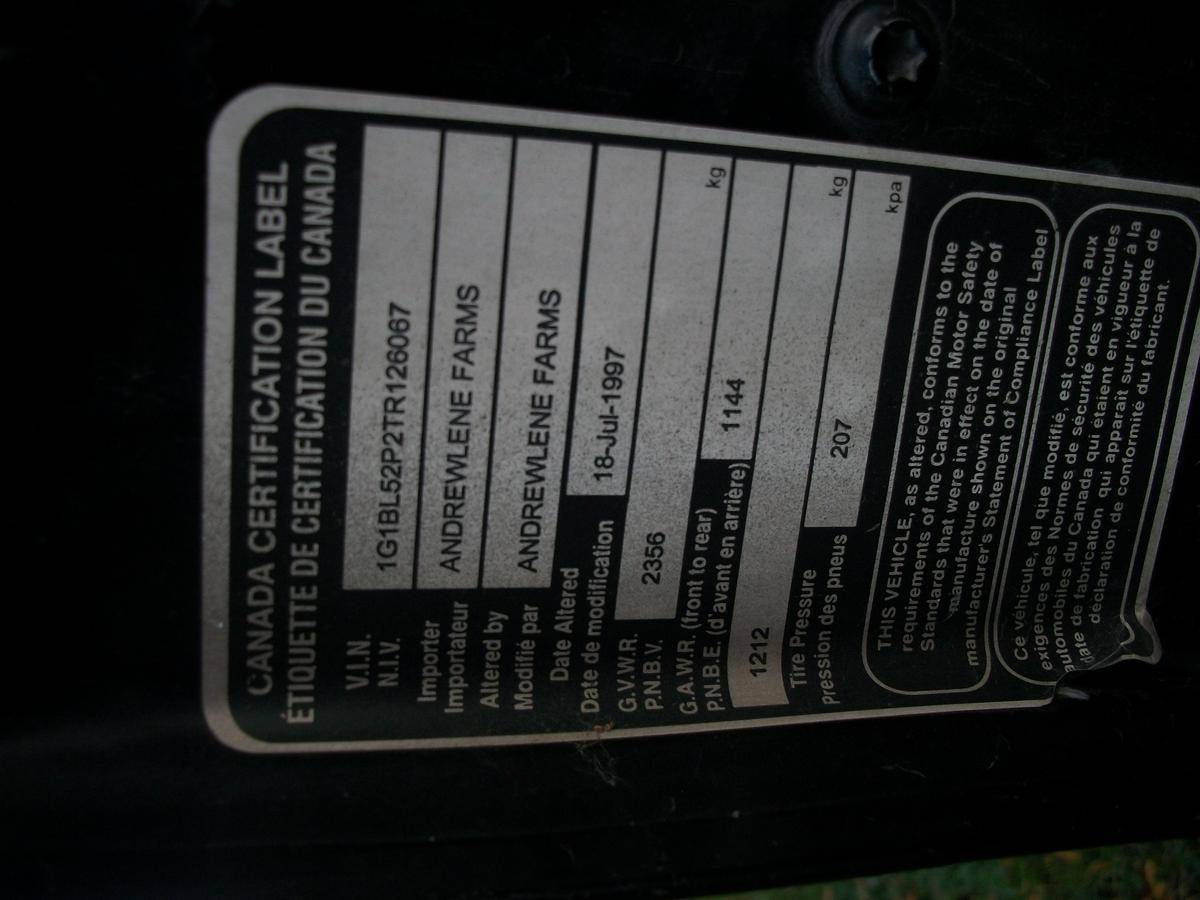 CANADA CERTIFICATION LABEL
ÉTIQUETTE DE CERTIFICATION DU CANADA
V.I.N.
N.I.V.
1G1BL52P2TR126067
Importer
Importateur
ANDREWLENE FARMS
Altered by
Modifié par
ANDREWLENE FARMS
Date Altered
Date de modification
18-Jul-1997
G.V.W.R.
P.N.B.V.
2356 kg
G.A.W.R. (front to rear)
P.N.B.E. (d'avant en arrière)
1144
1212 kg
Tire Pressure
Pression des pneus
207 kpa
THIS VEHICLE, as altered, conforms to the
requirements of the Canadian Motor Safety
Standards that were in effect on the date of
manufacture shown on the original
manufacturer's Statement of Compliance Label
Ce véhicule, tel que modifié, est conforme aux
exigences des Normes de sécurité des véhicules
automobiles du Canada qui étaient en vigueur à la
date de fabrication qui apparaît sur l'étiquette de
déclaration de conformité du fabricant.